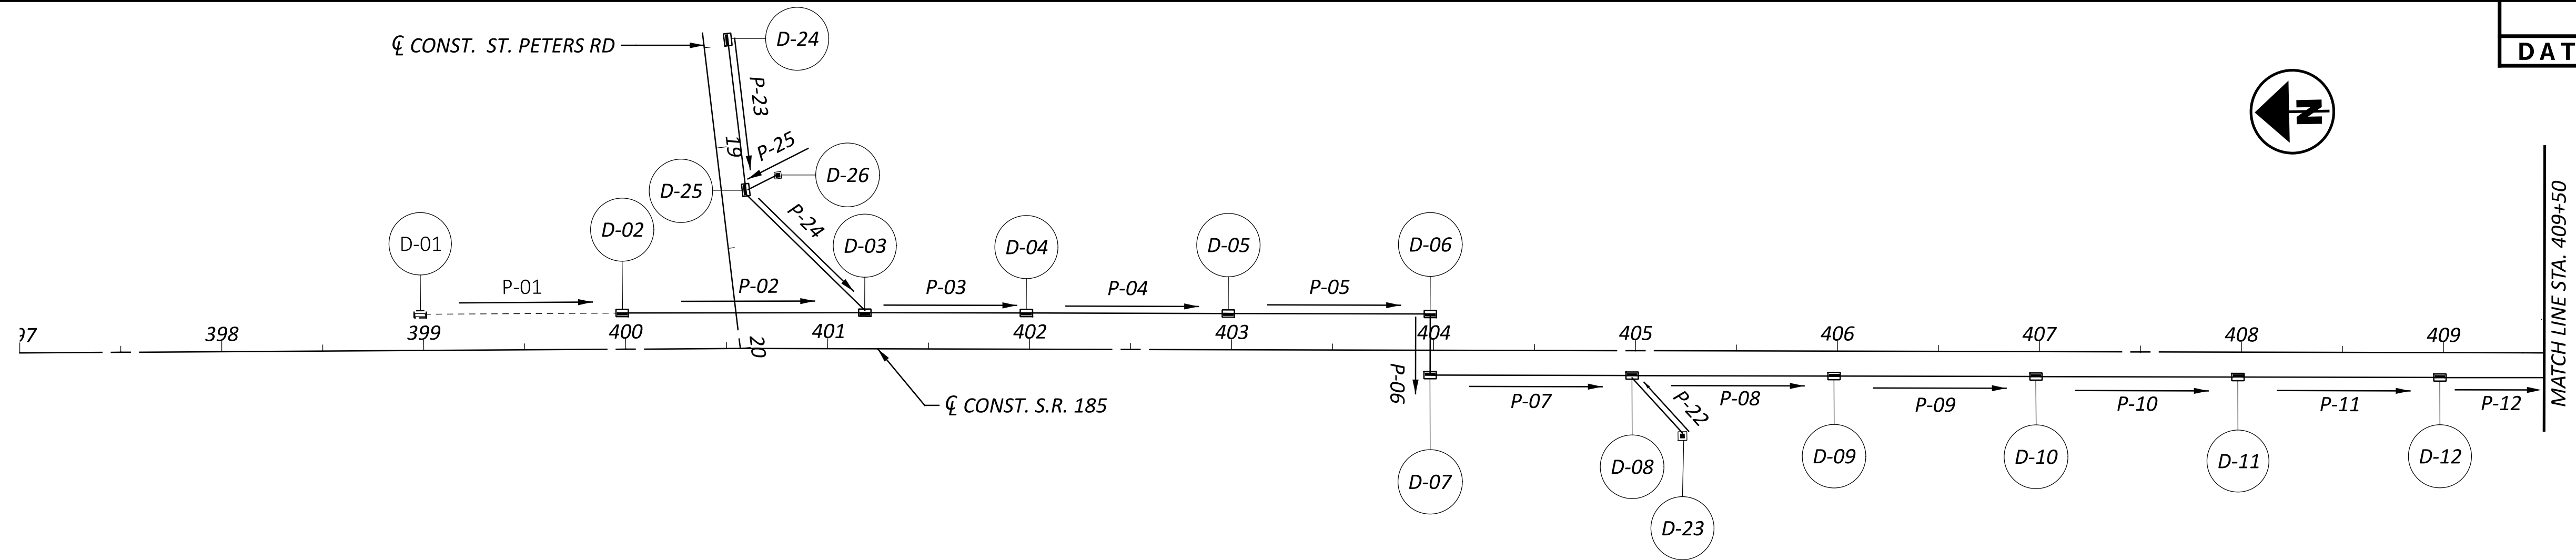 DAT
℄ CONST. ST. PETERS RD
D-24
P-23
N
19
P-25
D-25
D-26
P-24
D-01
D-02
D-03
D-04
D-05
D-06
P-01
P-02
P-03
P-04
P-05
97
398
399
400
401
402
403
404
405
406
407
408
409
20
℄ CONST. S.R. 185
P-06
P-07
P-22
P-08
P-09
P-10
P-11
P-12
D-07
D-08
D-09
D-10
D-11
D-12
D-23
MATCH LINE STA. 409+50